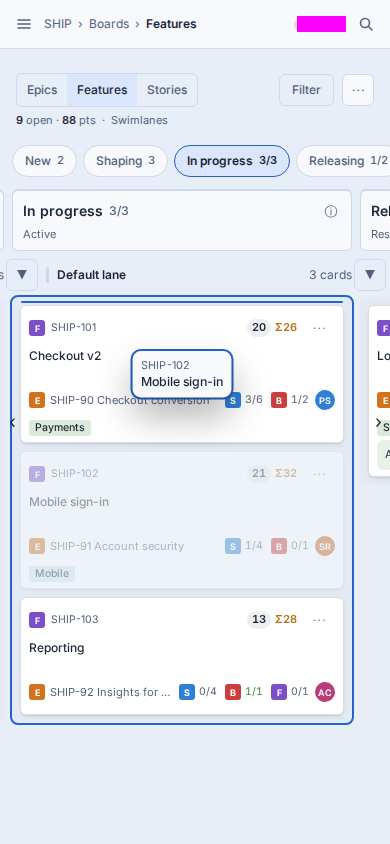 SHIP › Boards › Features
Epics Features Stories Filter ···
9 open · 88 pts · Swimlanes
New 2 Shaping 3 In progress 3/3 Releasing 1/2
In progress 3/3 ⓘ
Active
Default lane 3 cards
F SHIP-101 20 Σ26 ···
Checkout v2
E SHIP-90 Checkout conversion S 3/6 B 1/2 PS
Payments
SHIP-102
Mobile sign-in
F SHIP-102 21 Σ32 ···
Mobile sign-in
E SHIP-91 Account security S 1/4 B 0/1 SR
Mobile
F SHIP-103 13 Σ28 ···
Reporting
E SHIP-92 Insights for ... S 0/4 B 1/1 F 0/1 AC
F
E